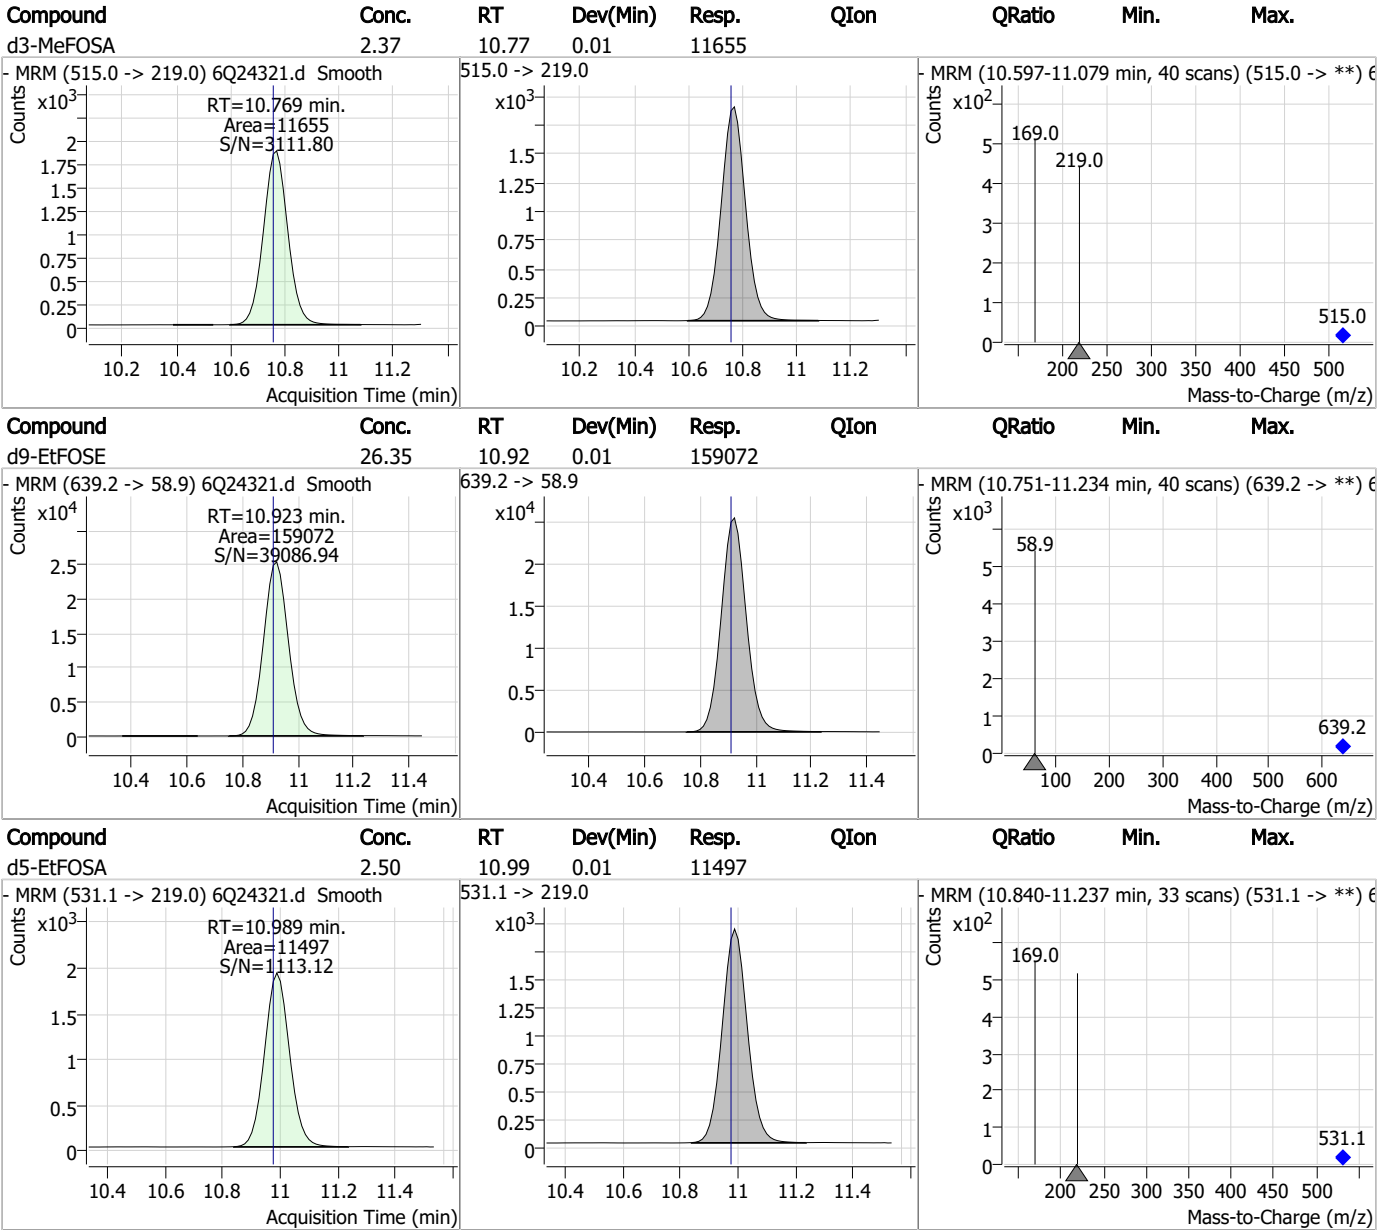 Compound Conc. RT Dev(Min) Resp. QIon QRatio Min. Max.
d3-MeFOSA 2.37 10.77 0.01 11655
- MRM (515.0 -> 219.0) 6Q24321.d Smooth
Counts
x10³
RT=10.769 min.
Area=11655
S/N=3111.80
2
1.75
1.5
1.25
1
0.75
0.5
0.25
0
10.2 10.4 10.6 10.8 11 11.2
Acquisition Time (min)
515.0 -> 219.0
x10³
1.5
1.25
1
0.75
0.5
0.25
0
10.2 10.4 10.6 10.8 11 11.2
- MRM (10.597-11.079 min, 40 scans) (515.0 -> **) 6
Counts
x10²
169.0
219.0
515.0
5
4
3
2
1
0
200 250 300 350 400 450 500
Mass-to-Charge (m/z)
Compound Conc. RT Dev(Min) Resp. QIon QRatio Min. Max.
d9-EtFOSE 26.35 10.92 0.01 159072
- MRM (639.2 -> 58.9) 6Q24321.d Smooth
Counts
x10⁴
RT=10.923 min.
Area=159072
S/N=39086.94
2.5
2
1.5
1
0.5
0
10.4 10.6 10.8 11 11.2 11.4
Acquisition Time (min)
639.2 -> 58.9
x10⁴
2
1.5
1
0.5
0
10.4 10.6 10.8 11 11.2 11.4
- MRM (10.751-11.234 min, 40 scans) (639.2 -> **) 6
Counts
x10³
58.9
639.2
5
4
3
2
1
0
100 200 300 400 500 600
Mass-to-Charge (m/z)
Compound Conc. RT Dev(Min) Resp. QIon QRatio Min. Max.
d5-EtFOSA 2.50 10.99 0.01 11497
- MRM (531.1 -> 219.0) 6Q24321.d Smooth
Counts
x10³
RT=10.989 min.
Area=11497
S/N=1113.12
2
1.5
1
0.5
0
10.4 10.6 10.8 11 11.2 11.4
Acquisition Time (min)
531.1 -> 219.0
x10³
1.5
1.25
1
0.75
0.5
0.25
0
10.4 10.6 10.8 11 11.2 11.4
- MRM (10.840-11.237 min, 33 scans) (531.1 -> **) 6
Counts
x10²
169.0
531.1
5
4
3
2
1
0
200 250 300 350 400 450 500
Mass-to-Charge (m/z)